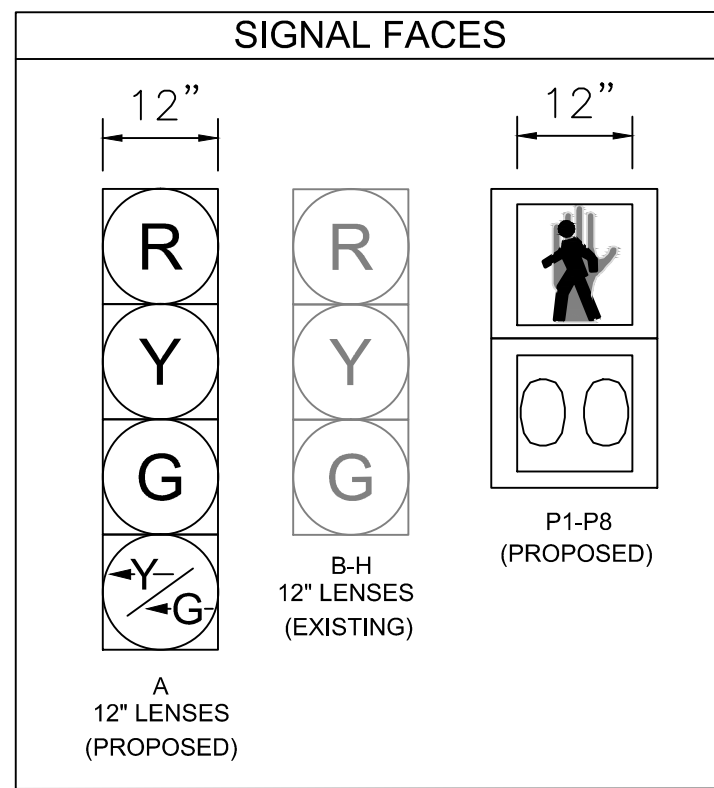 SIGNAL FACES
12”
12”
R
Y
G
Y
G
R
Y
G
A
12" LENSES
(PROPOSED)
B-H
12" LENSES
(EXISTING)
P1-P8
(PROPOSED)